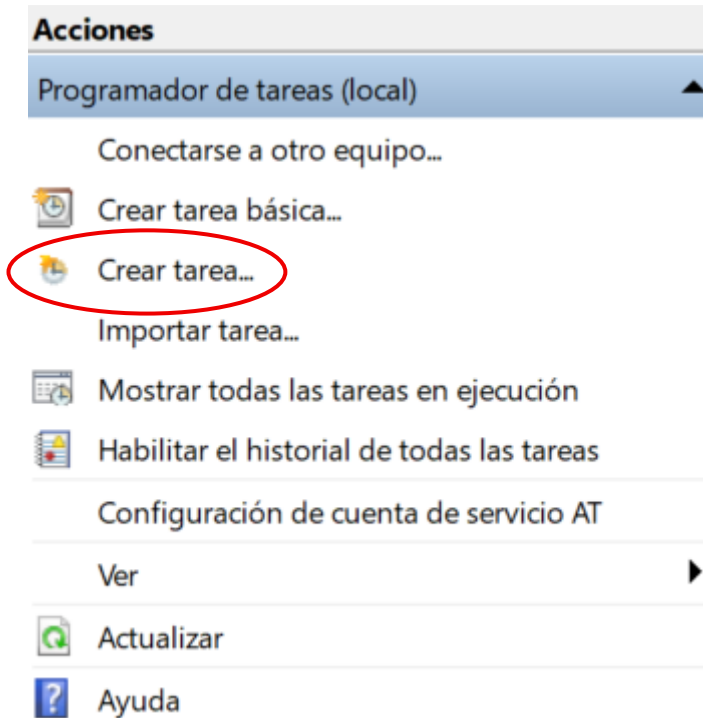 Acciones
Programador de tareas (local)
Conectarse a otro equipo...
Crear tarea básica...
Crear tarea...
Importar tarea...
Mostrar todas las tareas en ejecución
Habilitar el historial de todas las tareas
Configuración de cuenta de servicio AT
Ver
Actualizar
Ayuda